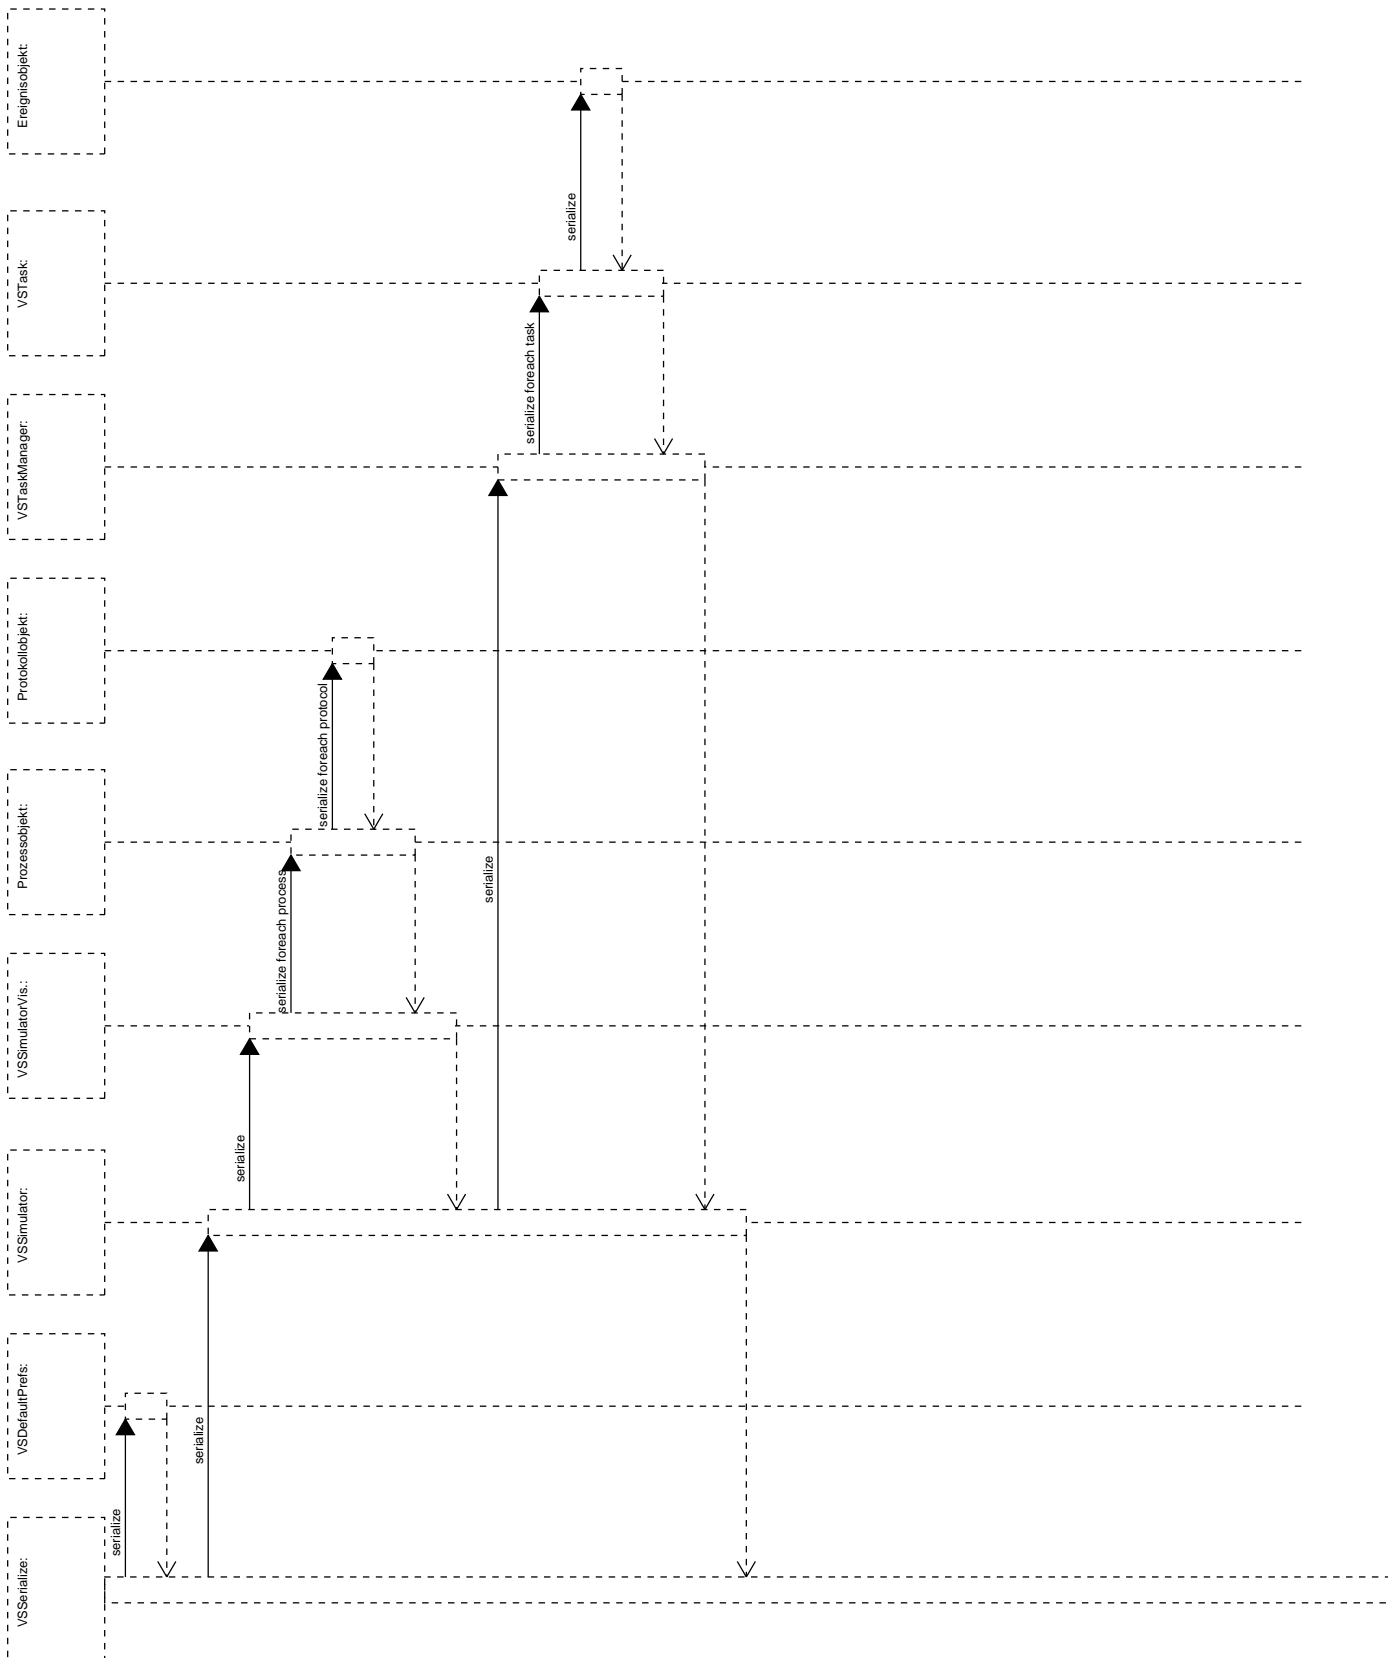 VSSerialize:
VSDefaultPrefs:
VSSimulator:
VSSimulatorVis.:
Prozessobjekt:
Protokollobjekt:
VSTaskManager:
VSTask:
Ereignisobjekt:
serialize
serialize
serialize
serialize foreach process
serialize foreach protocol
serialize
serialize foreach task
serialize